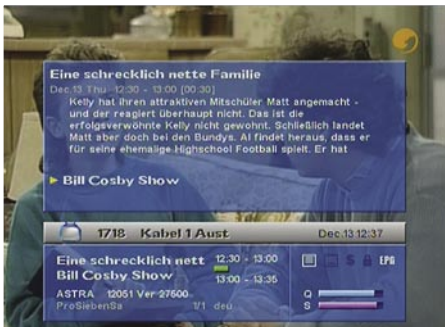 Eine schrecklich nette Familie
Dec.13 Thu 12:30 - 13:00 [00:30]
Kelly hat ihren attraktiven Mitschüler Matt angemacht -
und der reagiert überhaupt nicht. Das ist die
erfolgsverwöhnte Kelly nicht gewohnt. Schließlich landet
Matt aber doch bei den Bundys. Al findet heraus, dass er
für seine ehemalige Highschool Football spielt. Er hat
Bill Cosby Show
1718 Kabel 1 Aust Dec.13 12:37
Eine schrecklich nett 12:30 - 13:00
Bill Cosby Show 13:00 - 13:35
$ EPG
ASTRA 12051 Ver 27500 Q
ProSiebenSa 1/1 deu S